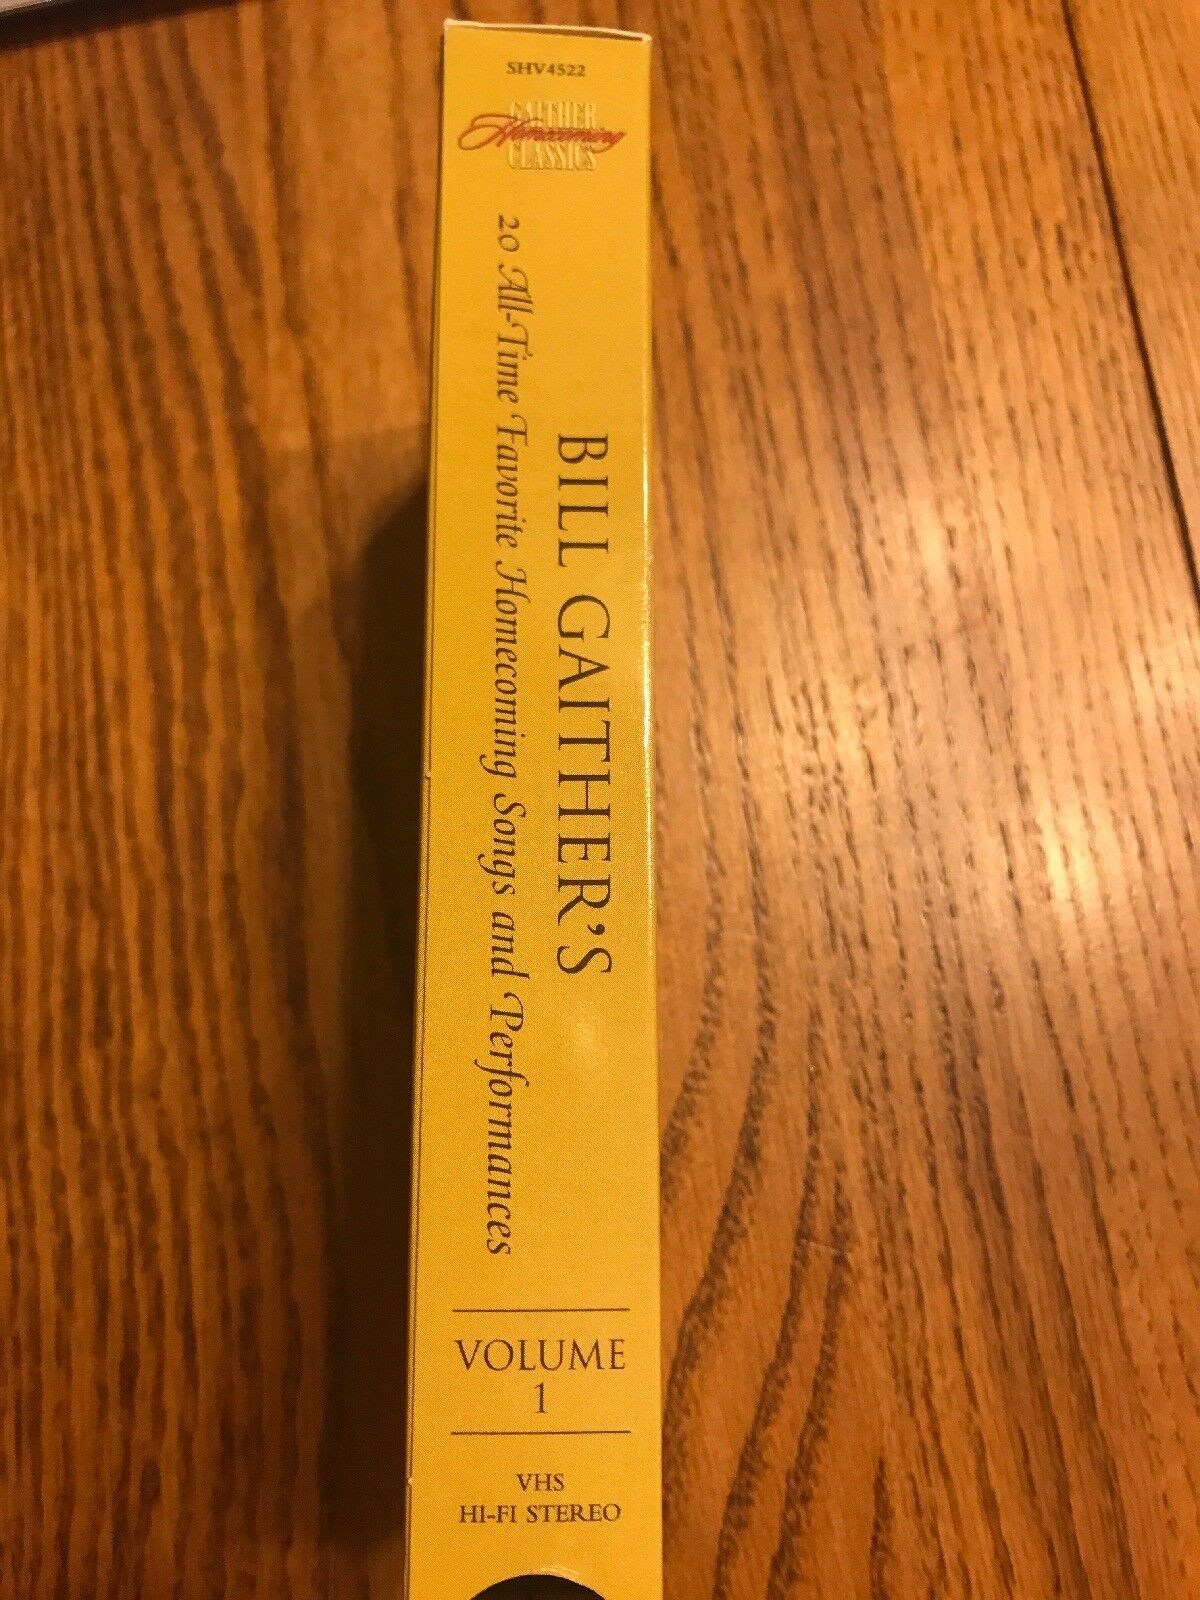 SHV4522
GAITHER
Homecoming
CLASSICS
BILL GAITHER'S
20 All-Time Favorite Homecoming Songs and Performances
VOLUME
1
VHS
HI-FI STEREO